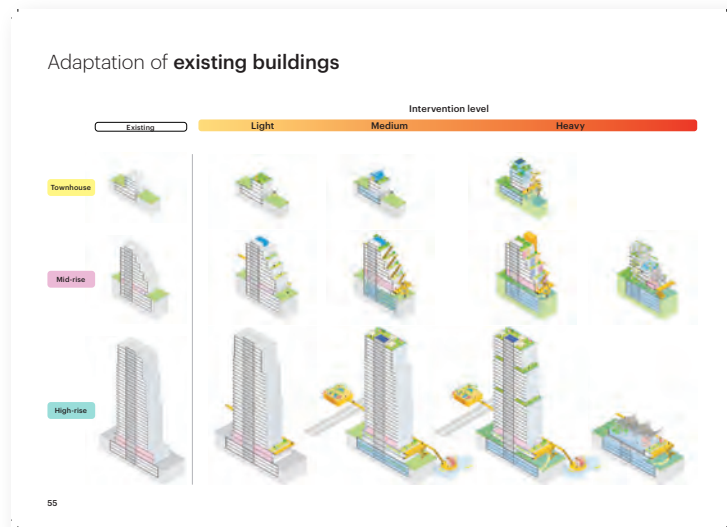 Adaptation of existing buildings
Intervention level
Existing
Light
Medium
Heavy
Townhouse
Mid-rise
High-rise
55